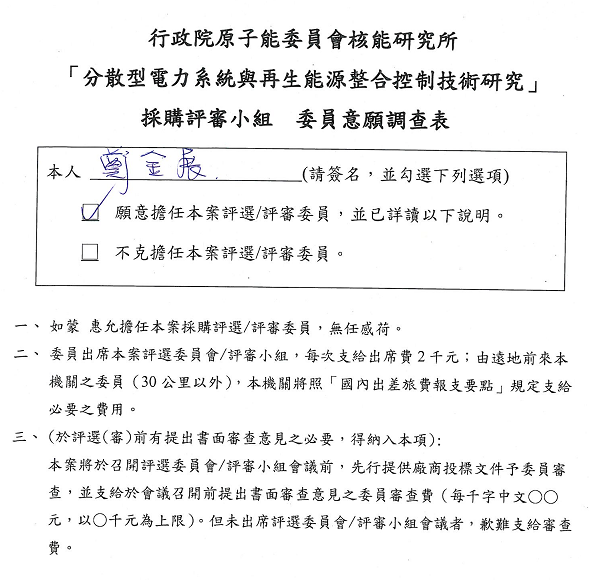 行政院原子能委員會核能研究所
「分散型電力系統與再生能源整合控制技術研究」
採購評審小組　委員意願調查表
本人 鄭金展 (請簽名，並勾選下列選項)
☑ 願意擔任本案評選/評審委員，並已詳讀以下說明。
☐ 不克擔任本案評選/評審委員。
一、 如蒙 惠允擔任本案採購評選/評審委員，無任感荷。
二、 委員出席本案評選委員會/評審小組，每次支給出席費2千元；由遠地前來本
機關之委員（30公里以外），本機關將照「國內出差旅費報支要點」規定支給
必要之費用。
三、 (於評選(審)前有提出書面審查意見之必要，得納入本項):
本案將於召開評選委員會/評審小組會議前，先行提供廠商投標文件予委員審
查，並支給於會議召開前提出書面審查意見之委員審查費（每千字中文○○
元，以○千元為上限）。但未出席評選委員會/評審小組會議者，歉難支給審查
費。